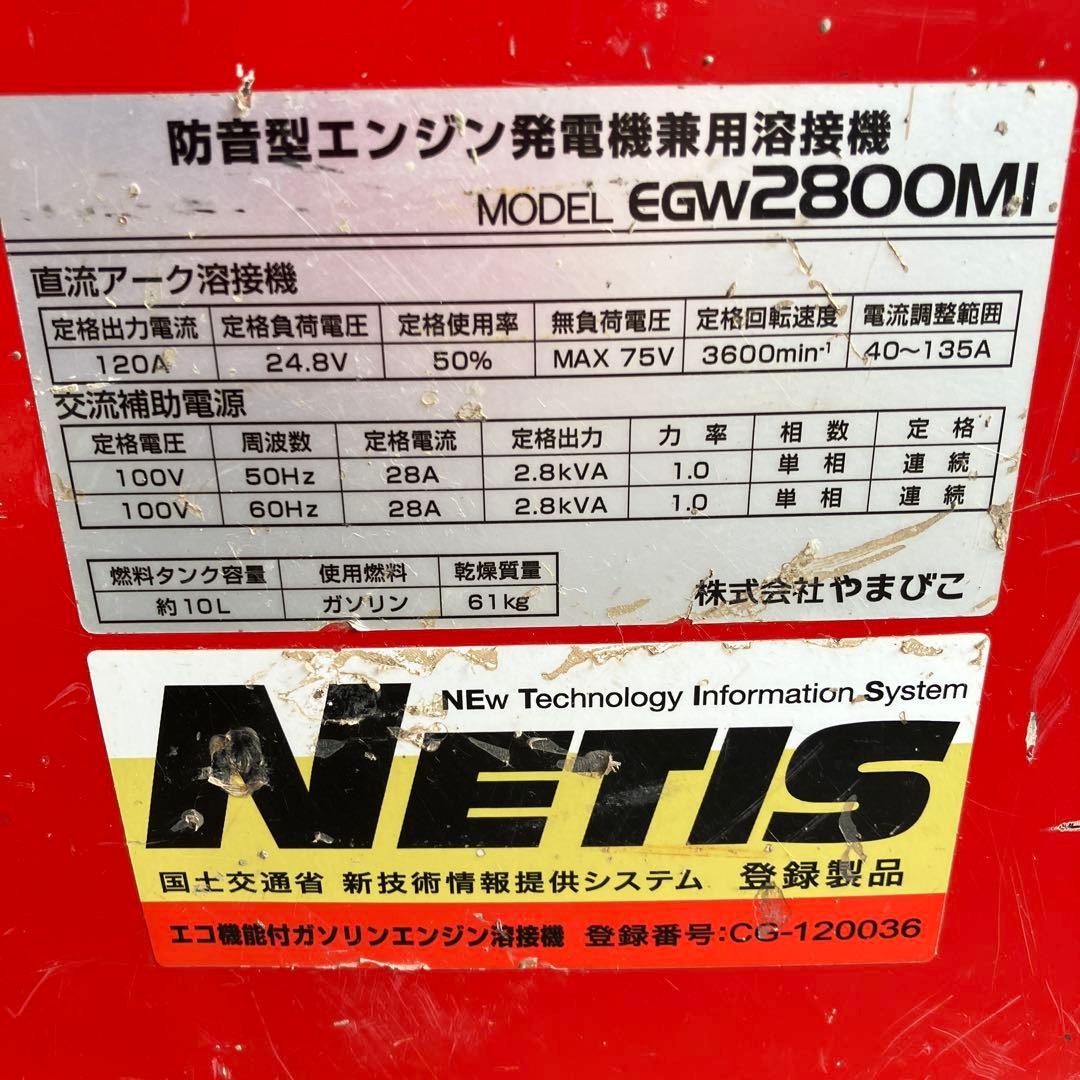 防音型エンジン発電機兼用溶接機
MODEL EGW2800MI
直流アーク溶接機
定格出力電流 定格負荷電圧 定格使用率 無負荷電圧 定格回転速度 電流調整範囲
120A 24.8V 50% MAX 75V 3600min⁻¹ 40〜135A
交流補助電源
定格電圧 周波数 定格電流 定格出力 力率 相数 定格
100V 50Hz 28A 2.8kVA 1.0 単相 連続
100V 60Hz 28A 2.8kVA 1.0 単相 連続
燃料タンク容量 使用燃料 乾燥質量
約10L ガソリン 61kg
株式会社やまびこ
NEw Technology Information System
NETIS
国土交通省 新技術情報提供システム 登録製品
エコ機能付ガソリンエンジン溶接機 登録番号:CG-120036